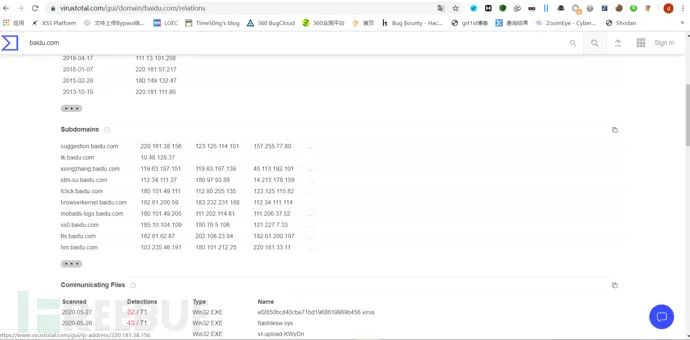 virustotal.com/gui/domain/baidu.com/relations
应用 XVS Platform 文件上传Bypass搞... LGEC TimeS0rig blog 360 BugCloud 360众测平台 首页 Bug Bounty - Hac... grt1st博客 查询结果 ZoomEye - Cyber... Shodan
baidu.com Sign in
2018-04-17 111.13.101.208
2018-01-07 220.181.57.217
2015-02-28 180.149.132.47
2013-10-19 220.181.111.86
Subdomains
suggestion.baidu.com 220.181.38.156 123.125.114.101 157.255.77.80 ...
tk.baidu.com 10.46.129.37
xiongzhang.baidu.com 119.63.197.151 119.63.197.139 45.113.192.101 ...
idm-su.baidu.com 112.34.111.27 180.97.93.88 14.215.178.159 ...
fclick.baidu.com 180.101.49.111 112.80.255.135 123.125.115.82 ...
browserkernel.baidu.com 182.61.200.59 183.232.231.168 112.34.111.114 ...
mobads-logs.baidu.com 180.101.49.205 111.202.114.81 111.206.37.52 ...
ss0.baidu.com 185.10.104.109 180.76.5.106 121.227.7.33 ...
tts.baidu.com 182.61.62.87 202.108.23.94 182.61.200.197 ...
hm.baidu.com 103.235.46.191 180.101.212.25 220.181.33.11 ...
Communicating Files
Scanned Detections Type Name
2020-05-27 32 / 71 Win32 EXE ef2850bcd40cbe71bd1968619969b456.virus
2020-05-26 43 / 71 Win32 EXE 6aohlesw.sys
https://www.virustotal.com/gui/ip-address/220.181.38.156 / 71 Win32 EXE vt-upload-KWyDn
FREEBUF